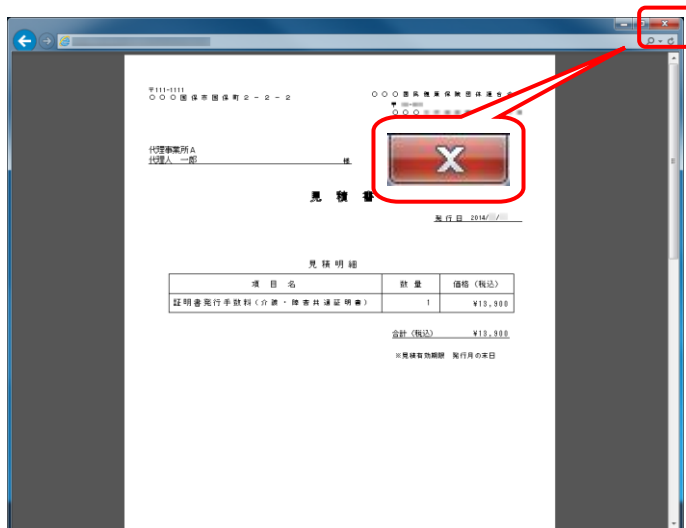 〒111-1111
○○○国保市国保町２－２－２
○○○国民健康保険団体連合会
〒
○○○
代理事業所Ａ
代理人　一郎　様
見 積 書
発行日 2014/ /
見積明細
項 目 名 数 量 価格（税込）
証明書発行手数料（介護・障害共通証明書） 1 ¥13,900
合計（税込） ¥13,900
※見積有効期限 発行月の末日